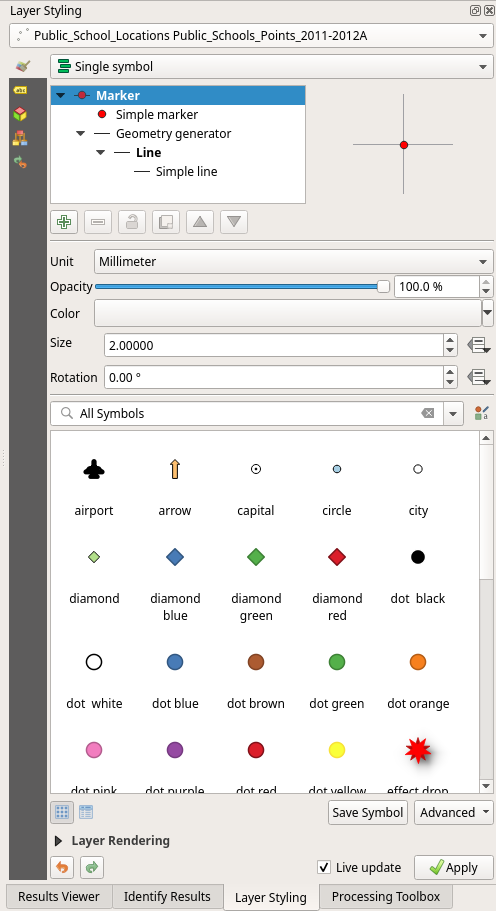 Layer Styling
Public_School_Locations Public_Schools_Points_2011-2012A
Single symbol
abc
Marker
Simple marker
Geometry generator
Line
Simple line
Unit Millimeter
Opacity 100.0 %
Color
Size 2.00000
Rotation 0.00 °
All Symbols
airport arrow capital circle city
diamond diamond blue diamond green diamond red dot black
dot white dot blue dot brown dot green dot orange
dot pink dot purple dot red dot yellow effect drop
Save Symbol Advanced
Layer Rendering
Live update Apply
Results Viewer Identify Results Layer Styling Processing Toolbox